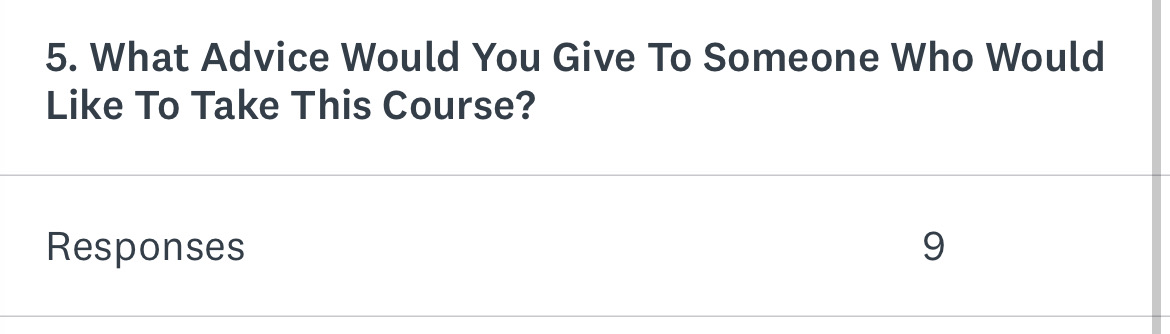 5. What Advice Would You Give To Someone Who Would
Like To Take This Course?
Responses 9